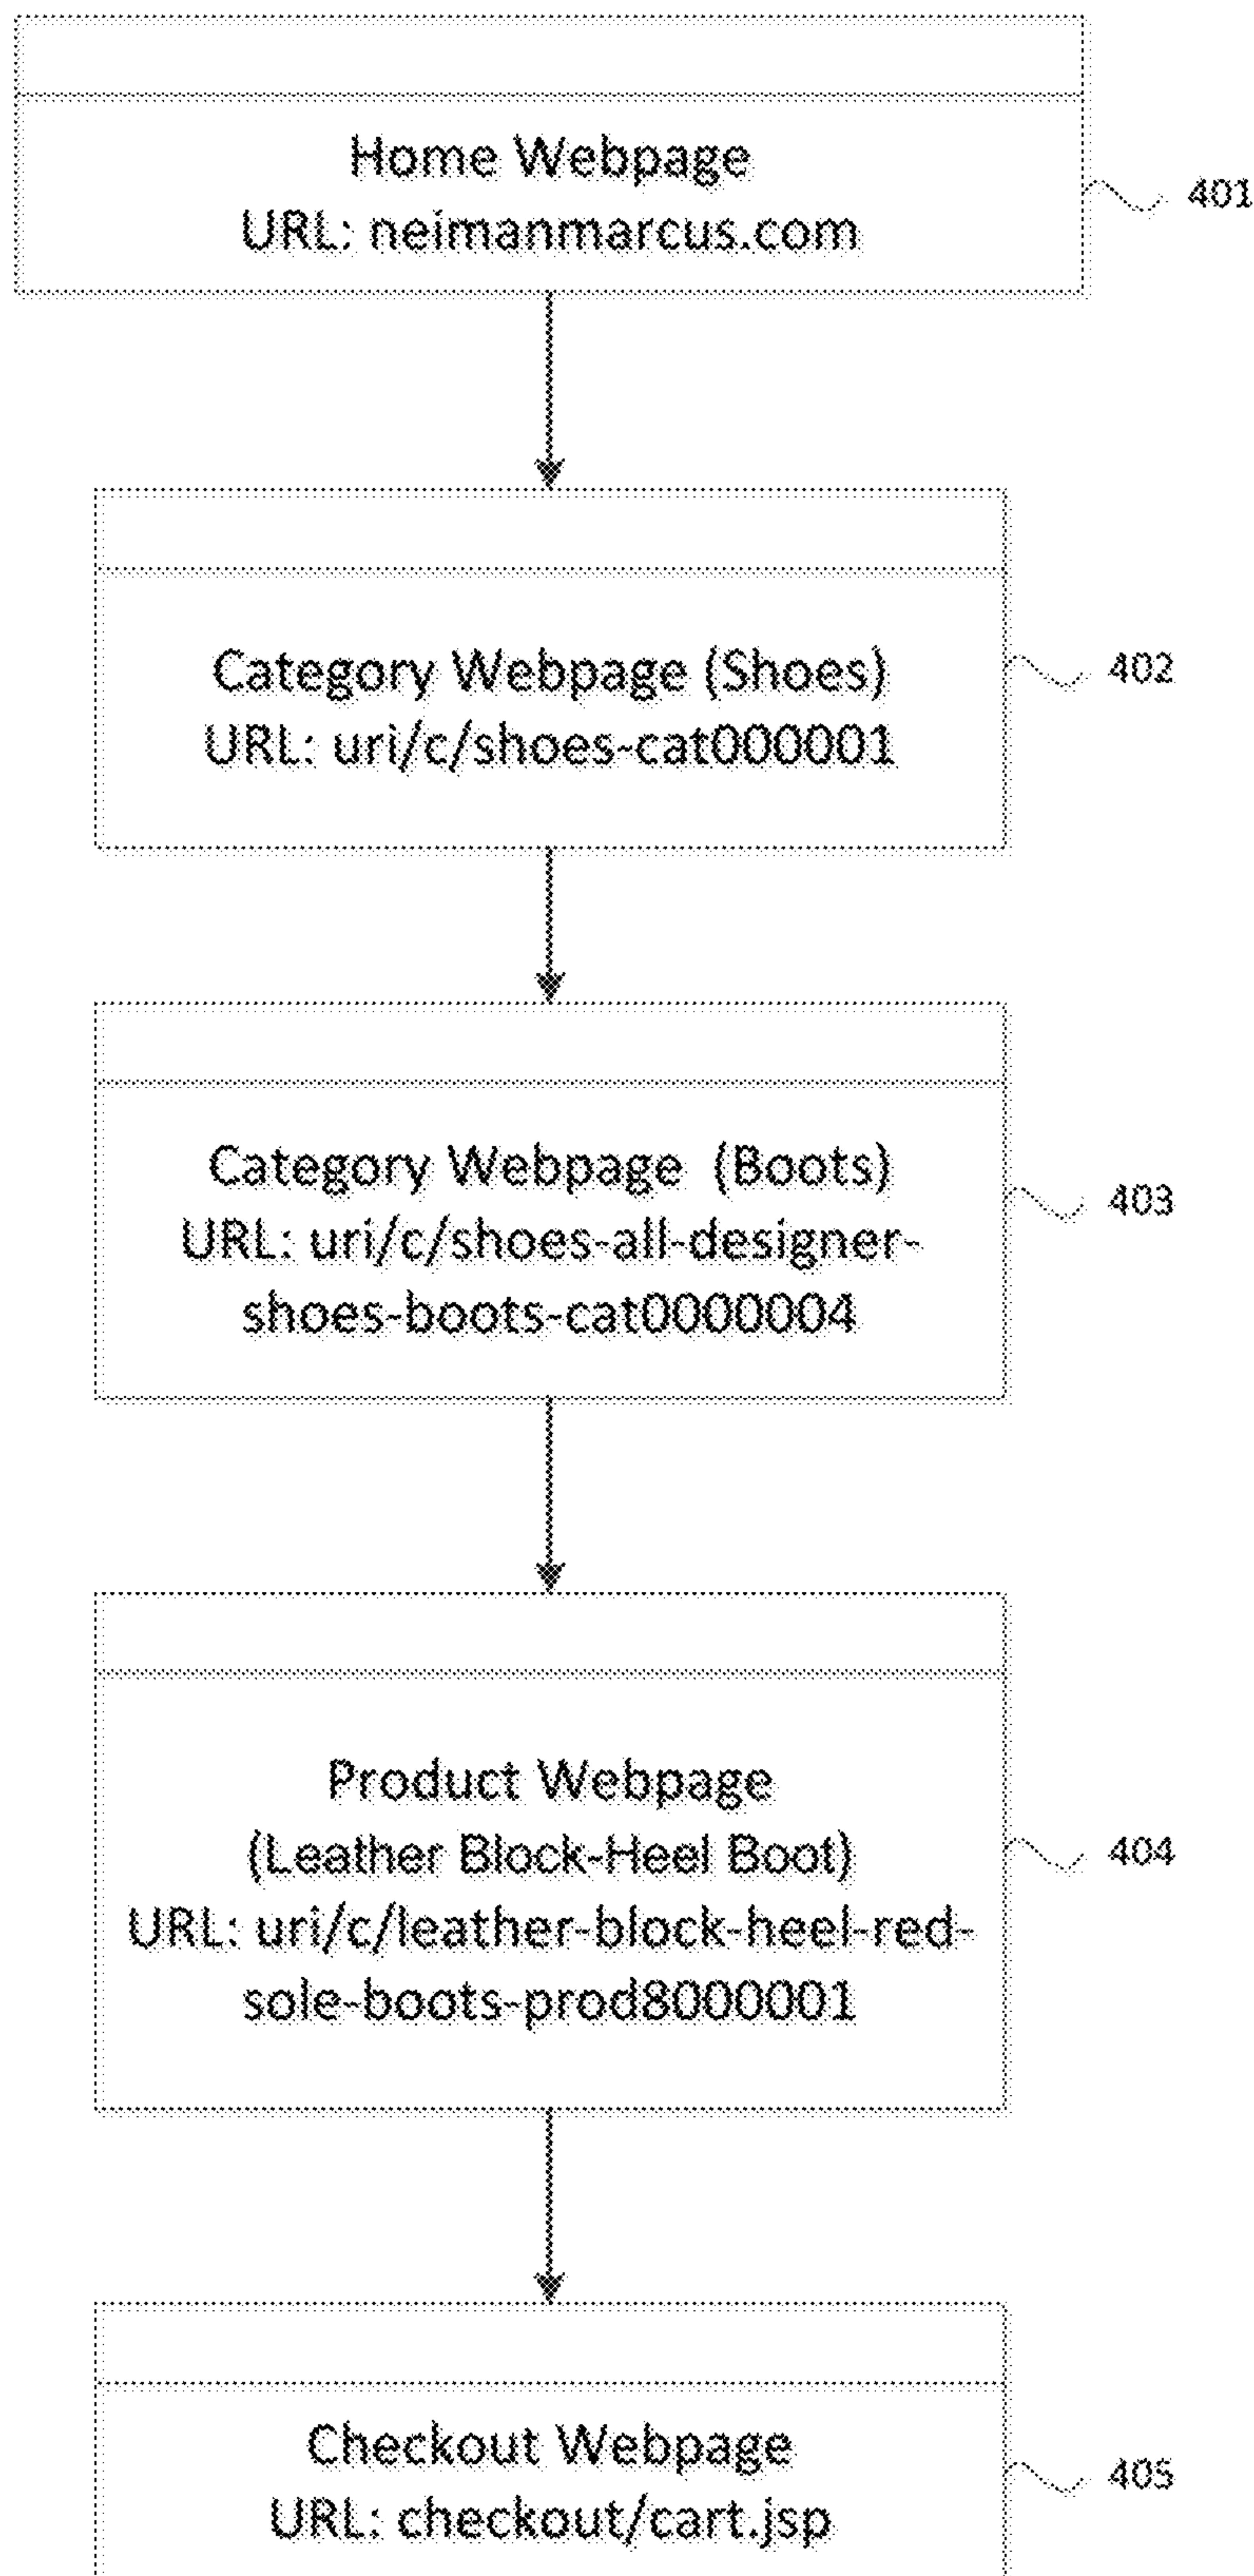 Home Webpage
URL: neimanmarcus.com
401
Category Webpage (Shoes)
URL: uri/c/shoes-cat000001
402
Category Webpage (Boots)
URL: uri/c/shoes-all-designer-
shoes-boots-cat0000004
403
Product Webpage
(Leather Block-Heel Boot)
URL: uri/c/leather-block-heel-red-
sole-boots-prod8000001
404
Checkout Webpage
URL: checkout/cart.jsp
405